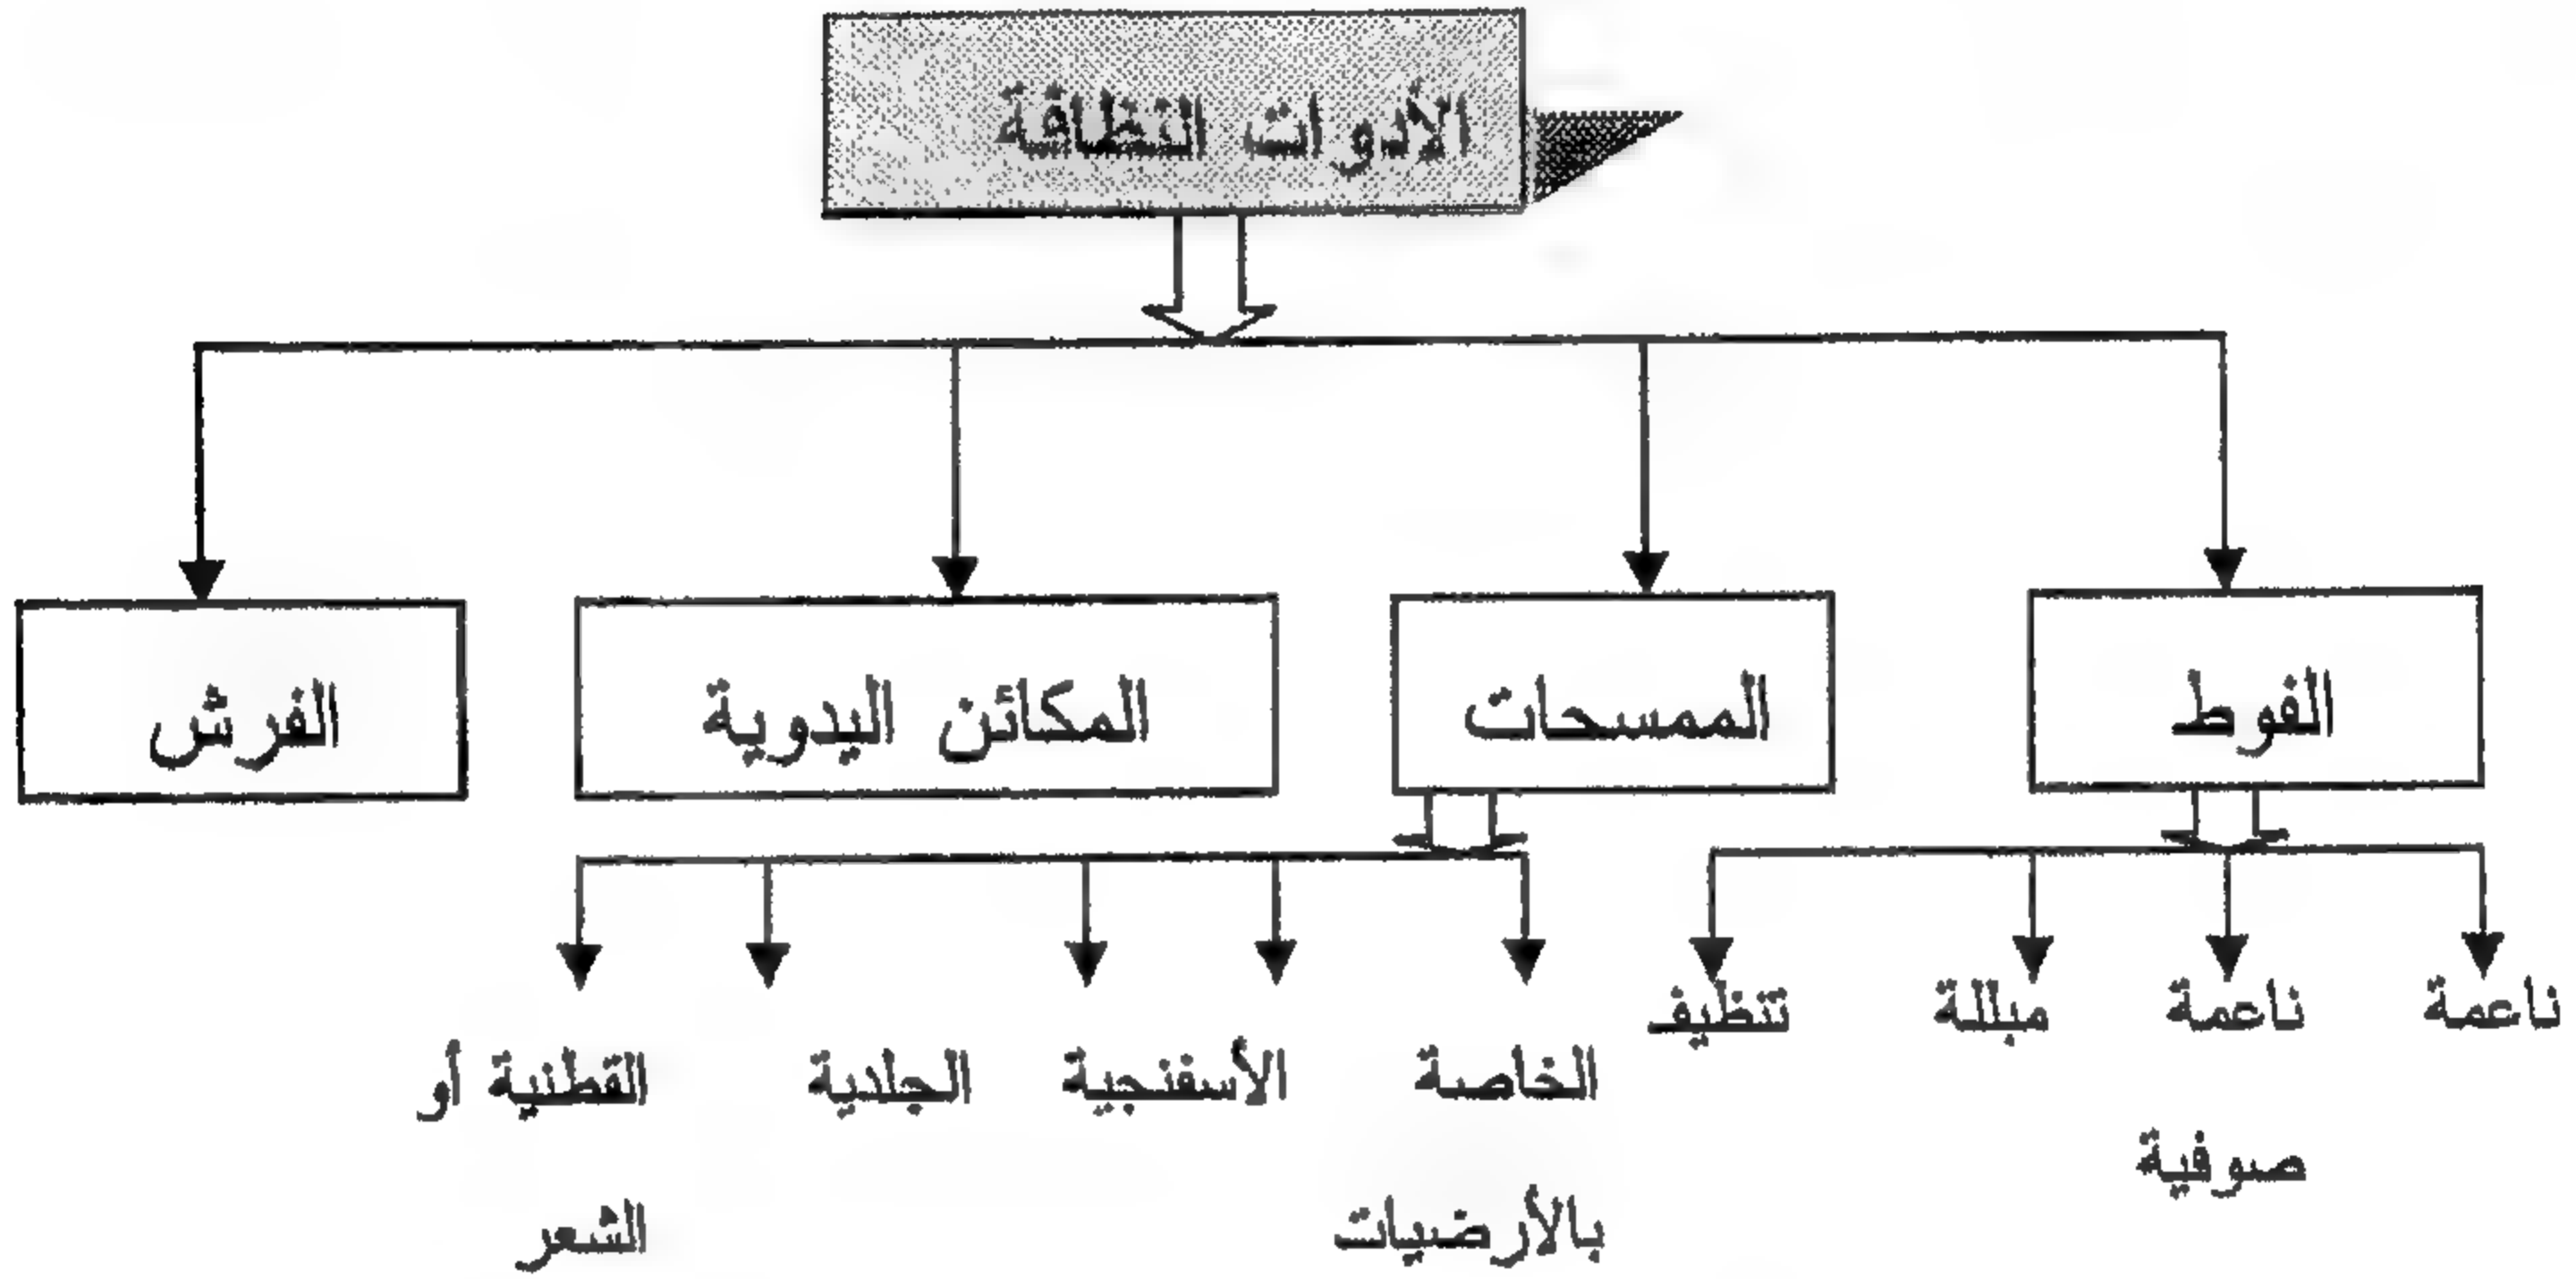 الأدوات النظافة
الفوط
الممسحات
المكائن اليدوية
الفرش
ناعمة
ناعمة
صوفية
مبللة
تنظيف
الخاصة
بالأرضيات
الأسفنجية
الجلدية
القطنية أو
الشعر